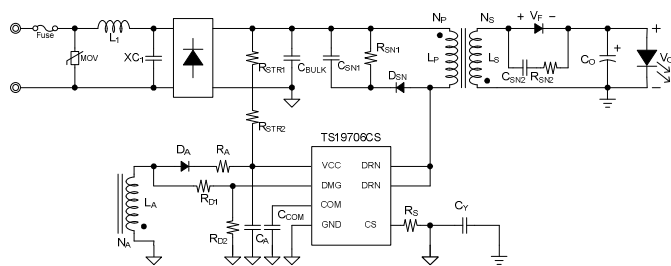 Fuse
MOV
L1
XC1
RSTR1
CBULK
CSN1
RSN1
DSN
RSTR2
NP
NS
LP
LS
+ VF −
CSN2
RSN2
CO
+
+
VO
−
TS19706CS
VCC
DMG
COM
GND
DRN
DRN
CS
DA
RA
RD1
RD2
LA
NA
CA
CCOM
RS
CY